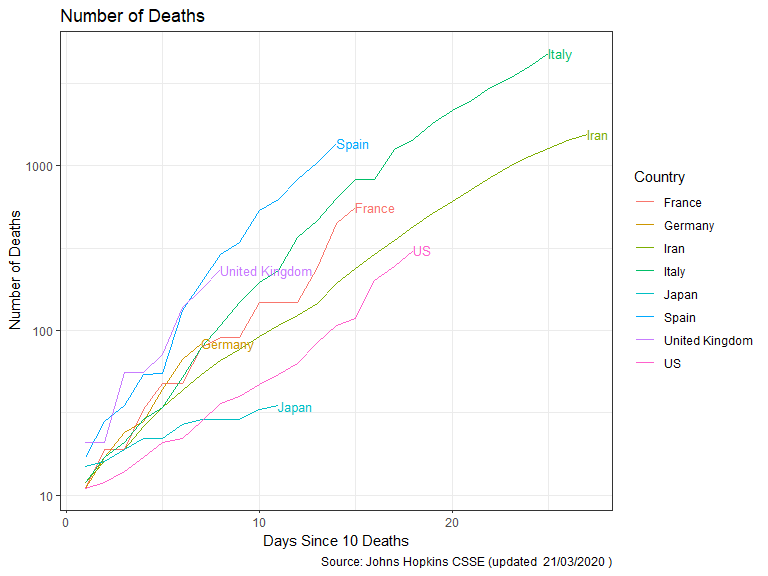 Number of Deaths
Italy
Iran
Spain
France
US
United Kingdom
Germany
Japan
1000
100
10
Number of Deaths
0
10
20
Days Since 10 Deaths
Source: Johns Hopkins CSSE (updated  21/03/2020 )
Country
France
Germany
Iran
Italy
Japan
Spain
United Kingdom
US